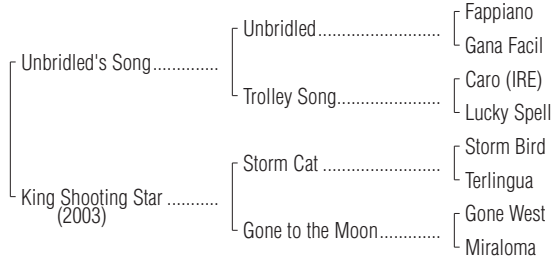 Fappiano
Unbridled..........................
Gana Facil
Unbridled's Song..............
Caro (IRE)
Trolley Song......................
Lucky Spell
Storm Bird
Storm Cat .........................
Terlingua
King Shooting Star ...........
(2003)
Gone West
Gone to the Moon.............
Miraloma